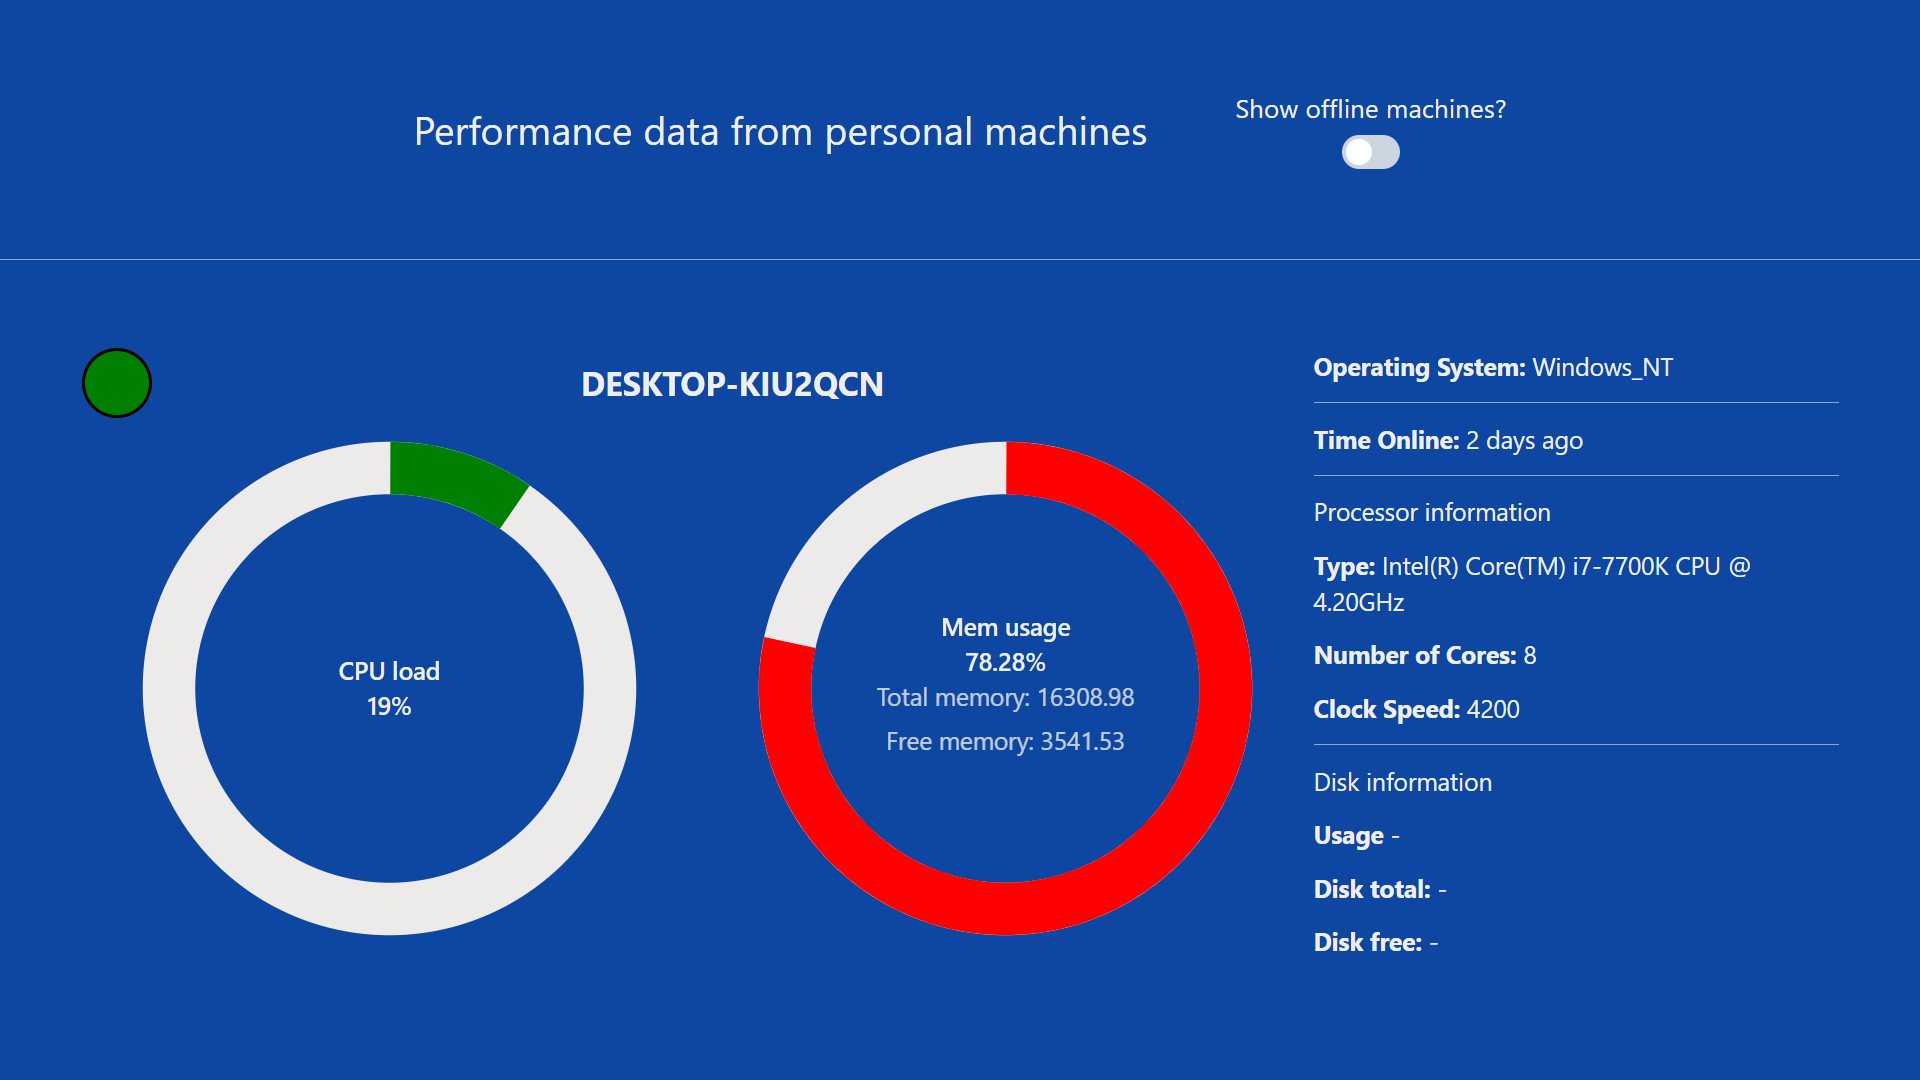 Performance data from personal machines
Show offline machines?
DESKTOP-KIU2QCN
CPU load
19%
Mem usage
78.28%
Total memory: 16308.98
Free memory: 3541.53
Operating System: Windows_NT
Time Online: 2 days ago
Processor information
Type: Intel(R) Core(TM) i7-7700K CPU @
4.20GHz
Number of Cores: 8
Clock Speed: 4200
Disk information
Usage -
Disk total: -
Disk free: -